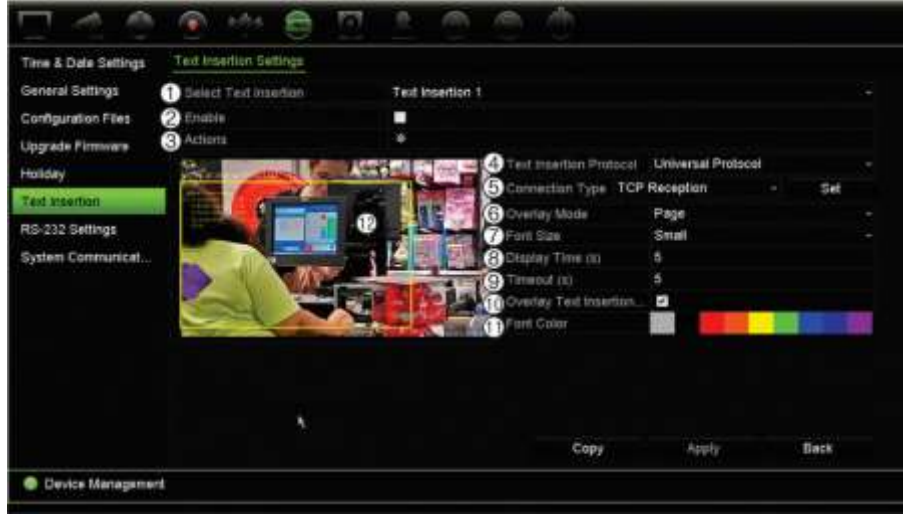 Time & Date Settings
Text Insertion Settings
General Settings
① Select Text Insertion Text Insertion 1
Configuration Files
② Enable
Upgrade Firmware
③ Actions
Holiday
④ Text Insertion Protocol Universal Protocol
Text Insertion
⑤ Connection Type TCP Reception Set
RS-232 Settings
⑥ Overlay Mode Page
⑫
⑦ Font Size Small
System Communicat...
⑧ Display Time (s) 5
⑨ Timeout (s) 5
⑩ Overlay Text Insertion...
⑪ Font Color
Copy Apply Back
Device Management